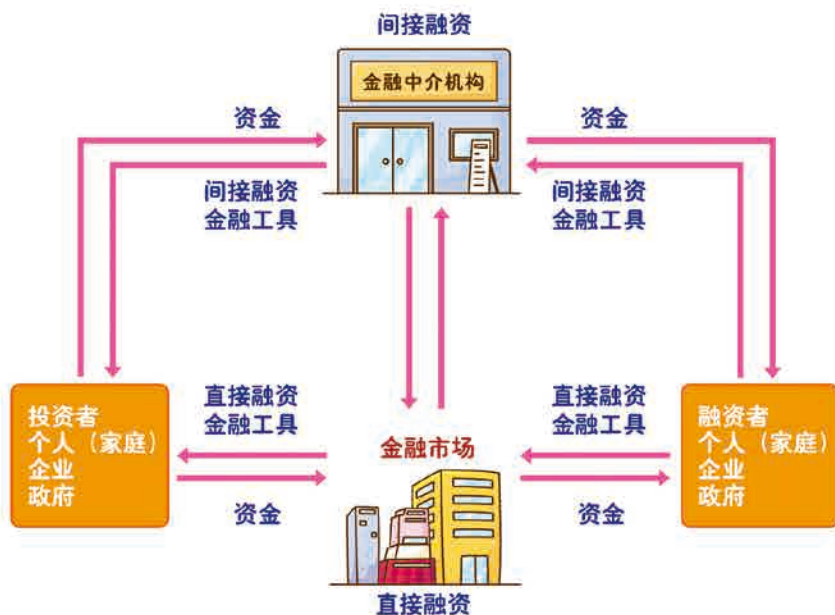 间接融资
金融中介机构
资金
资金
间接融资
金融工具
间接融资
金融工具
投资者
个人（家庭）
企业
政府
直接融资
金融工具
金融市场
直接融资
金融工具
融资者
个人（家庭）
企业
政府
资金
资金
直接融资